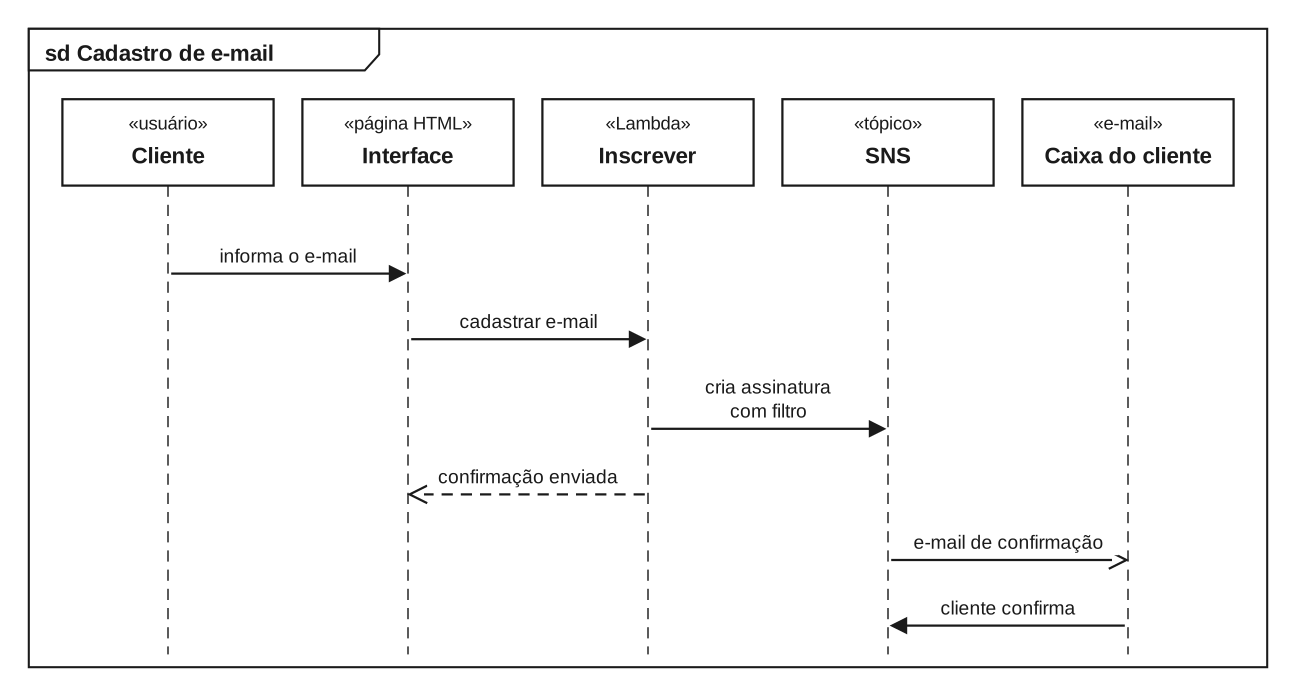 sd Cadastro de e-mail
«usuário»
Cliente
«página HTML»
Interface
«Lambda»
Inscrever
«tópico»
SNS
«e-mail»
Caixa do cliente
informa o e-mail
cadastrar e-mail
cria assinatura
com filtro
confirmação enviada
e-mail de confirmação
cliente confirma